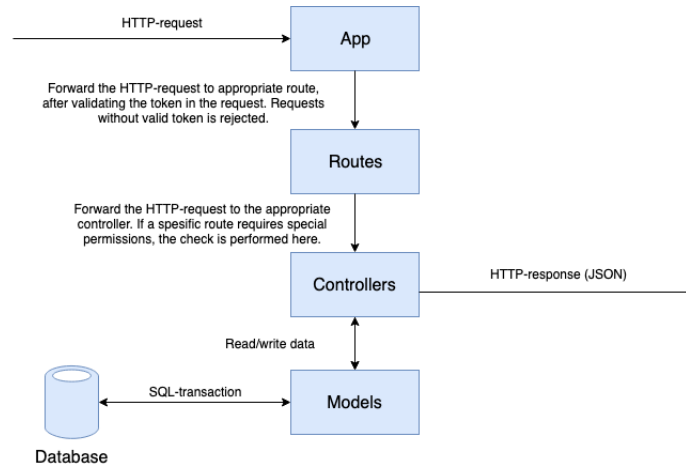 HTTP-request
App
Forward the HTTP-request to appropriate route,
after validating the token in the request. Requests
without valid token is rejected.
Routes
Forward the HTTP-request to the appropriate
controller. If a spesific route requires special
permissions, the check is performed here.
Controllers
HTTP-response (JSON)
Read/write data
SQL-transaction
Models
Database